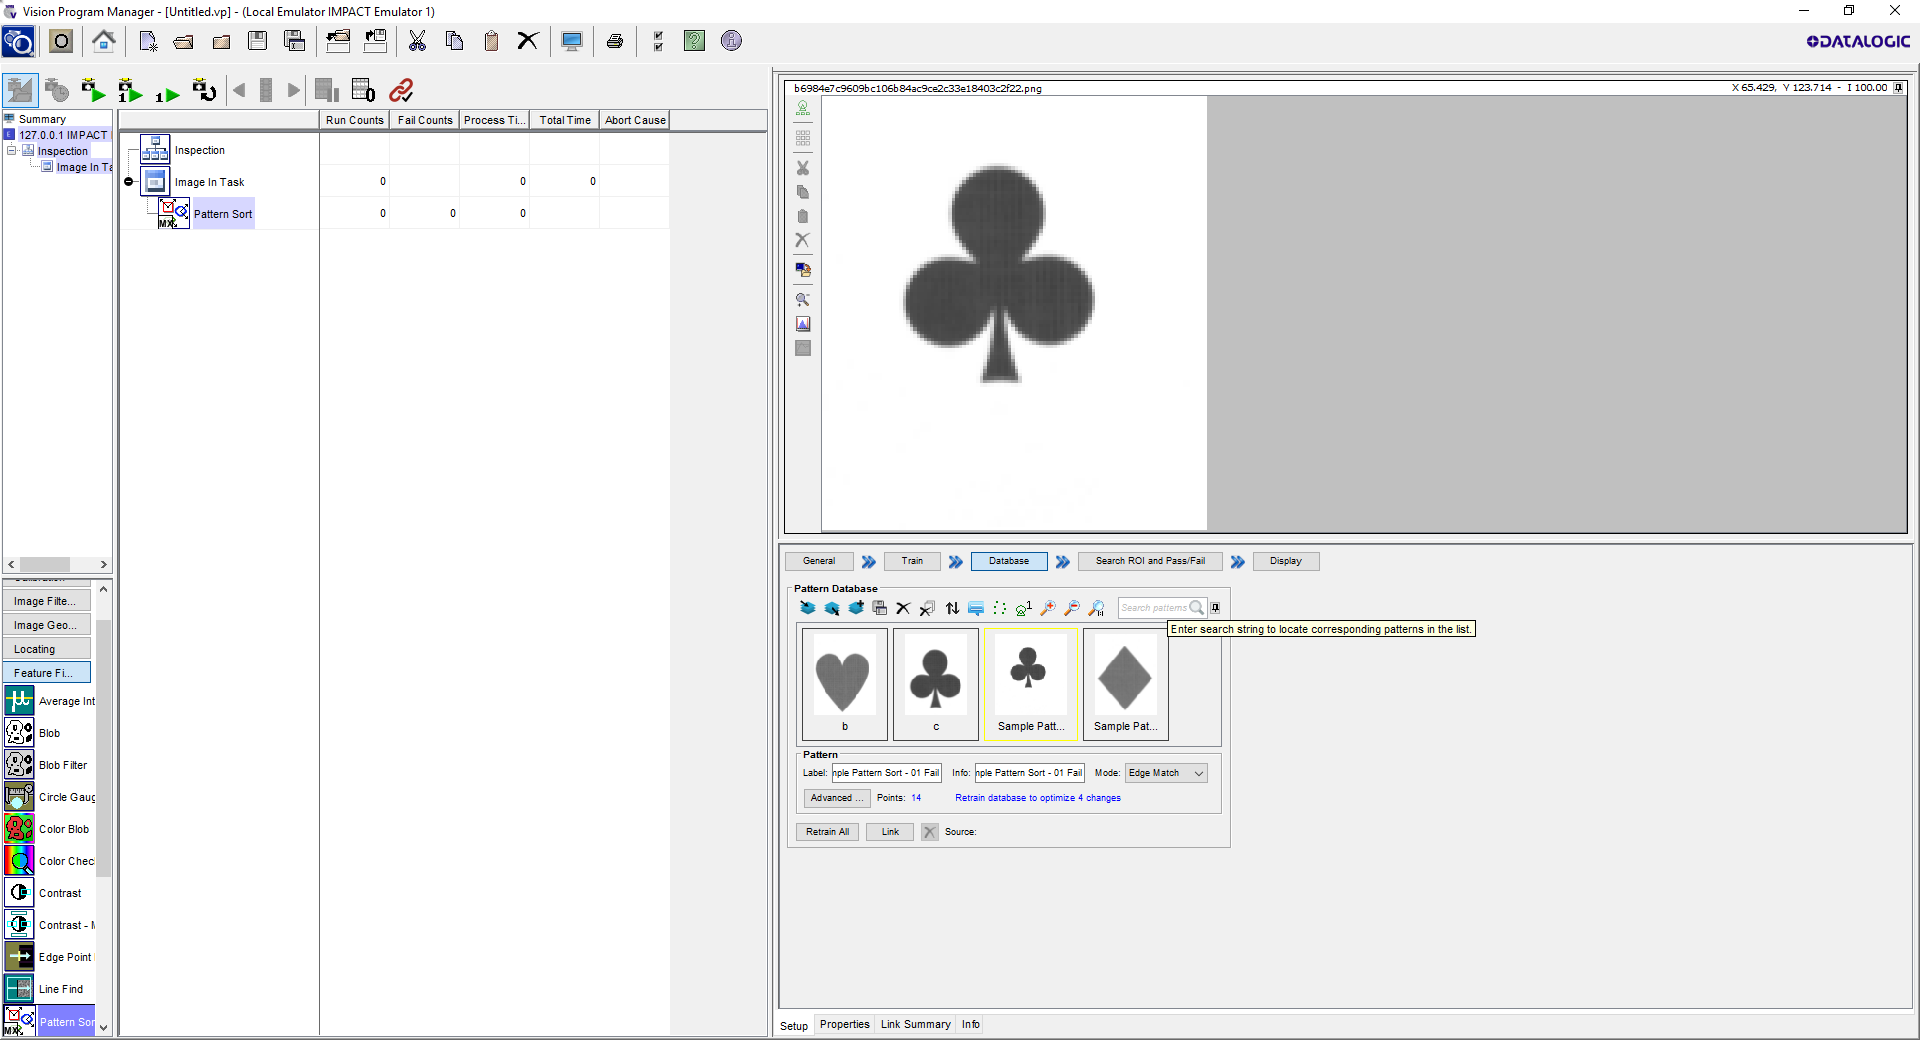 Vision Program Manager - [Untitled.vp] - (Local Emulator IMPACT Emulator 1)
DATALOGIC
Summary
127.0.0.1 IMPACT
Inspection
Image In Ta
Run Counts Fail Counts Process Ti... Total Time Abort Cause
Inspection
Image In Task 0 0 0
Pattern Sort 0 0 0
MX
b6984e7c9609bc106b84ac9ce2c33e18403c2f22.png
X 65.429, Y 123.714 - I 100.00
Image Filte...
Image Geo...
Locating
Feature Fi...
Average Int
Blob
Blob Filter
Circle Gaug
Color Blob
Color Chec
Contrast
Contrast - M
Edge Point
Line Find
Pattern Sor
MX
General Train Database Search ROI and Pass/Fail Display
Pattern Database
Search patterns
Enter search string to locate corresponding patterns in the list.
b c Sample Patt... Sample Pat...
Pattern
Label: nple Pattern Sort - 01 Fail Info: nple Pattern Sort - 01 Fail Mode: Edge Match
Advanced ... Points: 14 Retrain database to optimize 4 changes
Retrain All Link Source:
Setup Properties Link Summary Info